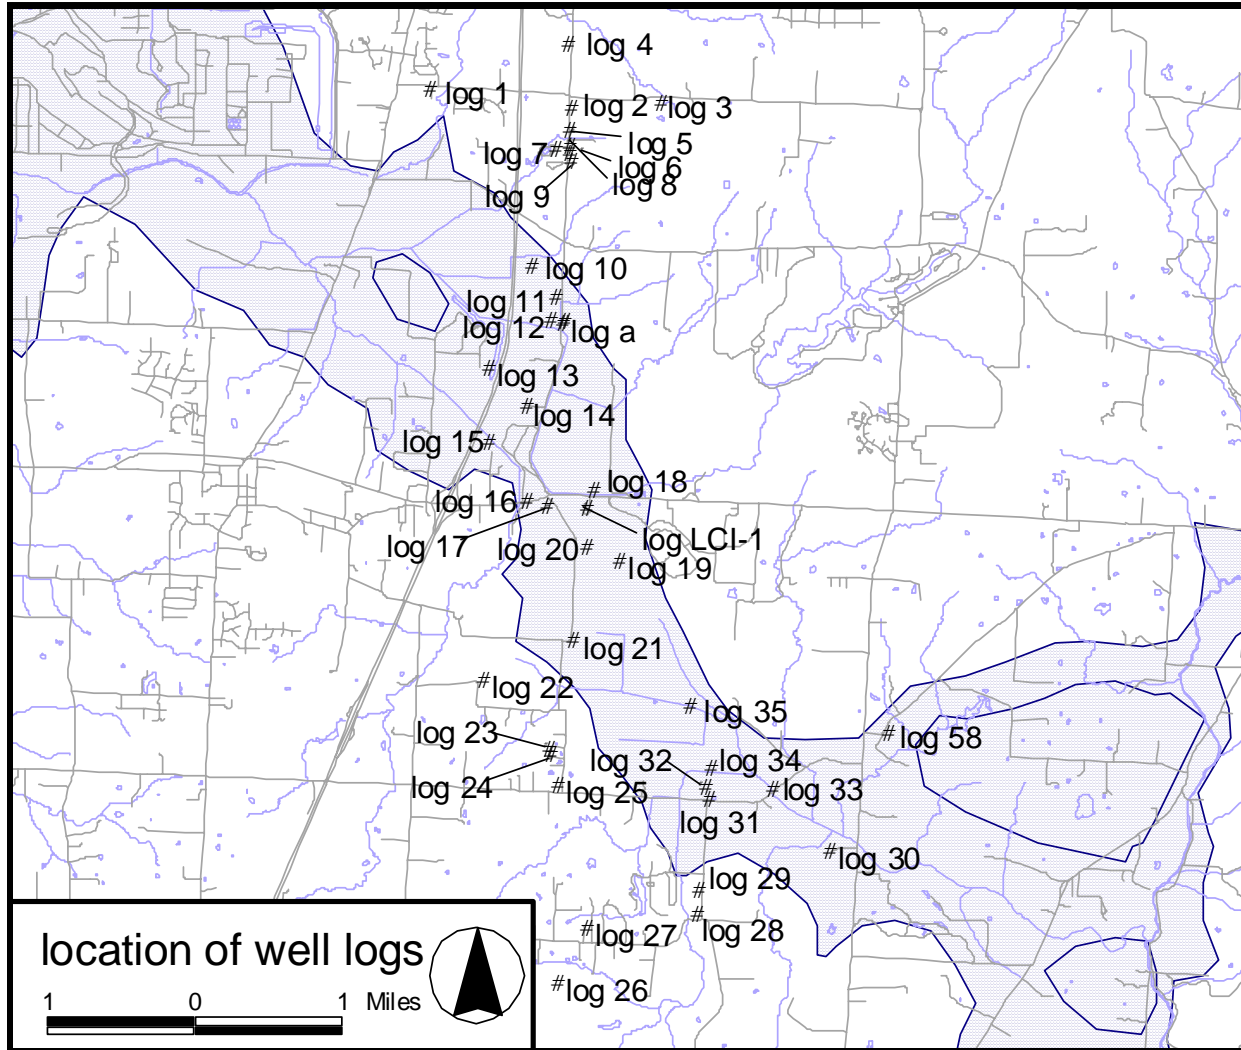 # log 4
# log 1
# log 2
# log 3
# log 5
log 7 #
# log 6
# log 8
log 9 #
# log 10
log 11 #
log 12 #
# log a
# log 13
# log 14
log 15 #
# log 18
log 16 #
log 17 #
# log LCI-1
log 20 #
# log 19
# log 21
# log 22
# log 35
log 23 #
# log 58
log 32 #
# log 34
log 24 #
# log 25
# log 33
# log 31
# log 30
# log 29
# log 28
# log 27
# log 26
location of well logs
1 0 1 Miles